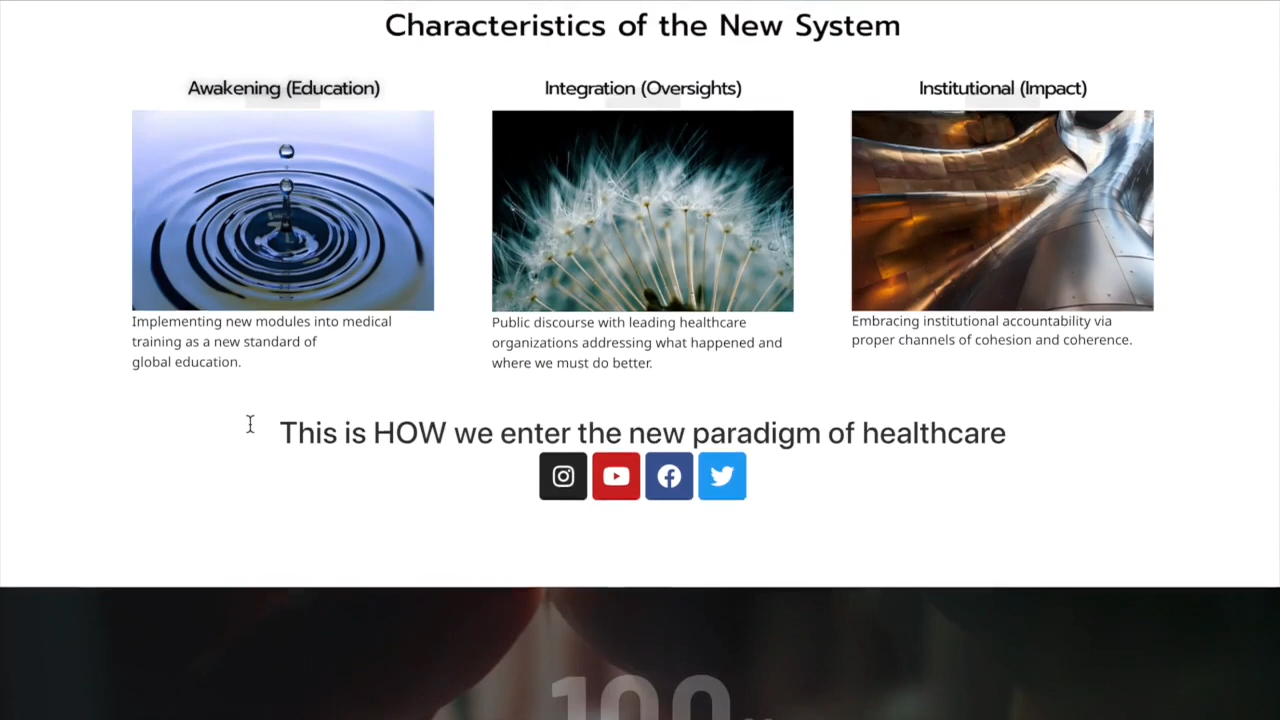 Characteristics of the New System
Awakening (Education)
Integration (Oversights)
Institutional (Impact)
Implementing new modules into medical
training as a new standard of
global education.
Public discourse with leading healthcare
organizations addressing what happened and
where we must do better.
Embracing institutional accountability via
proper channels of cohesion and coherence.
This is HOW we enter the new paradigm of healthcare
100